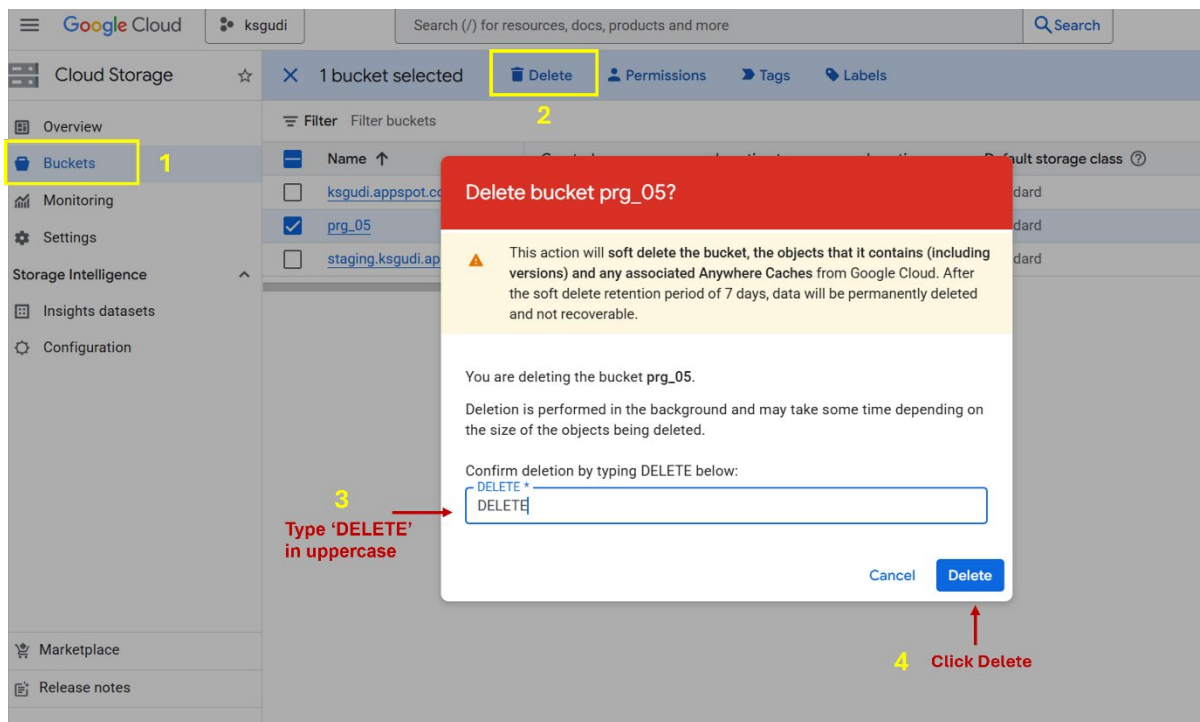 Google Cloud
ksgudi
Search (/) for resources, docs, products and more
Search
Cloud Storage
1 bucket selected
Delete
Permissions
Tags
Labels
2
Overview
Filter Filter buckets
Buckets
1
Name
Default storage class
Monitoring
ksgudi.appspot.co
Settings
prg_05
Storage Intelligence
staging.ksgudi.ap
Insights datasets
Configuration
Delete bucket prg_05?
This action will soft delete the bucket, the objects that it contains (including
versions) and any associated Anywhere Caches from Google Cloud. After
the soft delete retention period of 7 days, data will be permanently deleted
and not recoverable.
You are deleting the bucket prg_05.
Deletion is performed in the background and may take some time depending on
the size of the objects being deleted.
Confirm deletion by typing DELETE below:
DELETE *
DELETE
3
Type ‘DELETE’
in uppercase
Cancel
Delete
4
Click Delete
Marketplace
Release notes